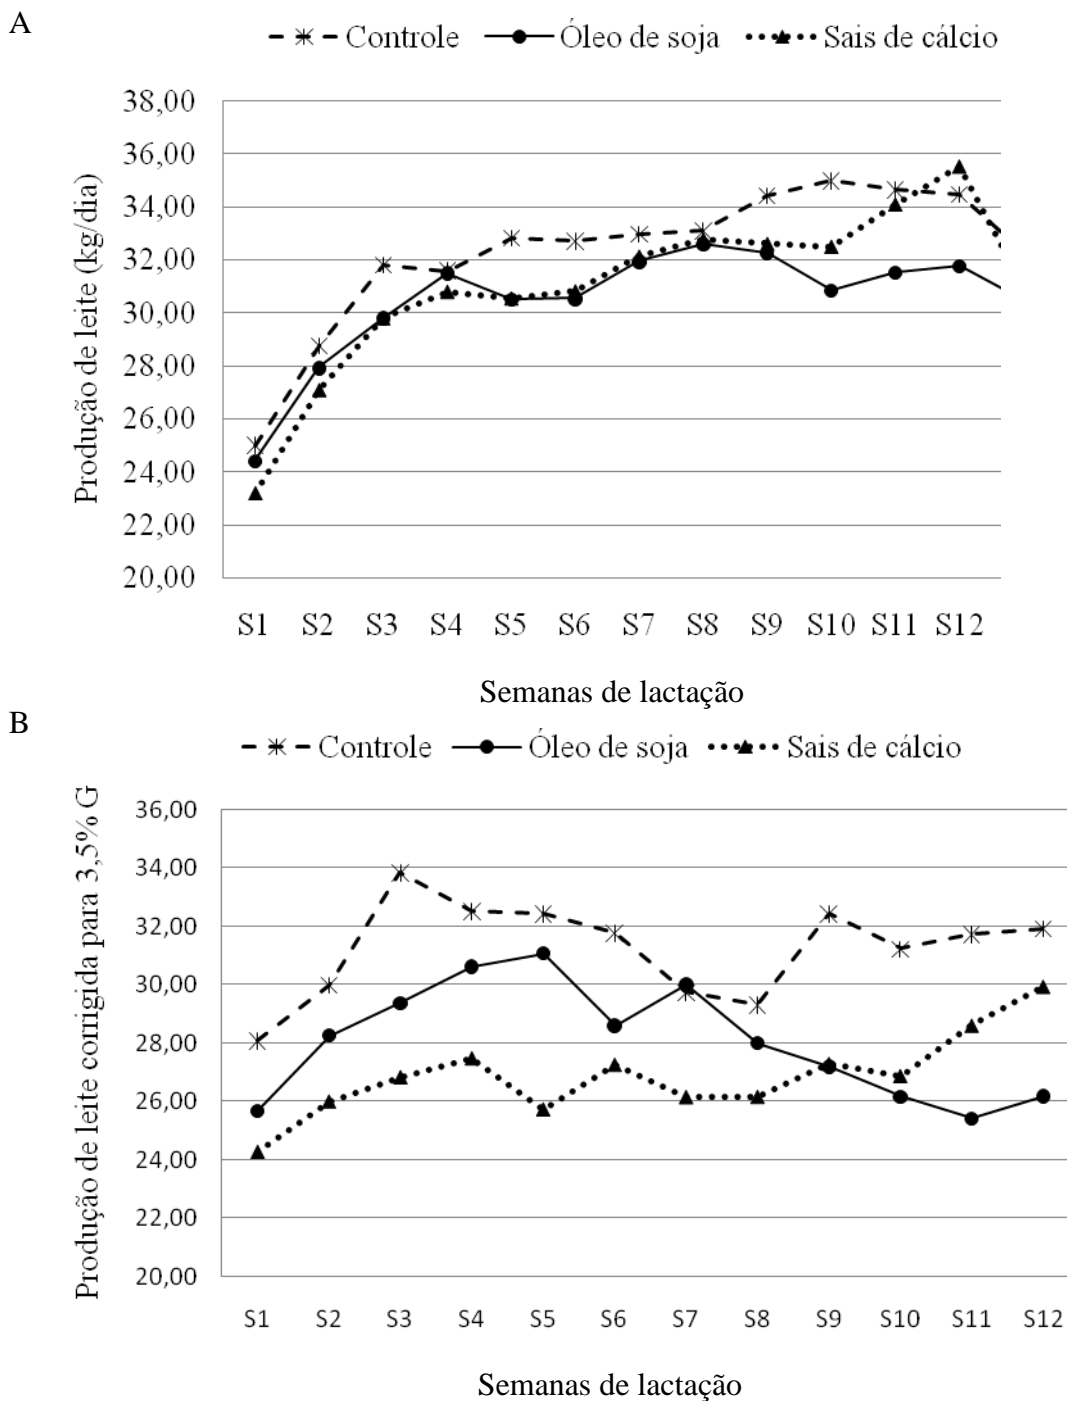 A
Controle Óleo de soja Sais de cálcio
Produção de leite (kg/dia)
38,00
36,00
34,00
32,00
30,00
28,00
26,00
24,00
22,00
20,00
S1 S2 S3 S4 S5 S6 S7 S8 S9 S10 S11 S12
Semanas de lactação
B
Controle Óleo de soja Sais de cálcio
Produção de leite corrigida para 3,5% G
36,00
34,00
32,00
30,00
28,00
26,00
24,00
22,00
20,00
S1 S2 S3 S4 S5 S6 S7 S8 S9 S10 S11 S12
Semanas de lactação